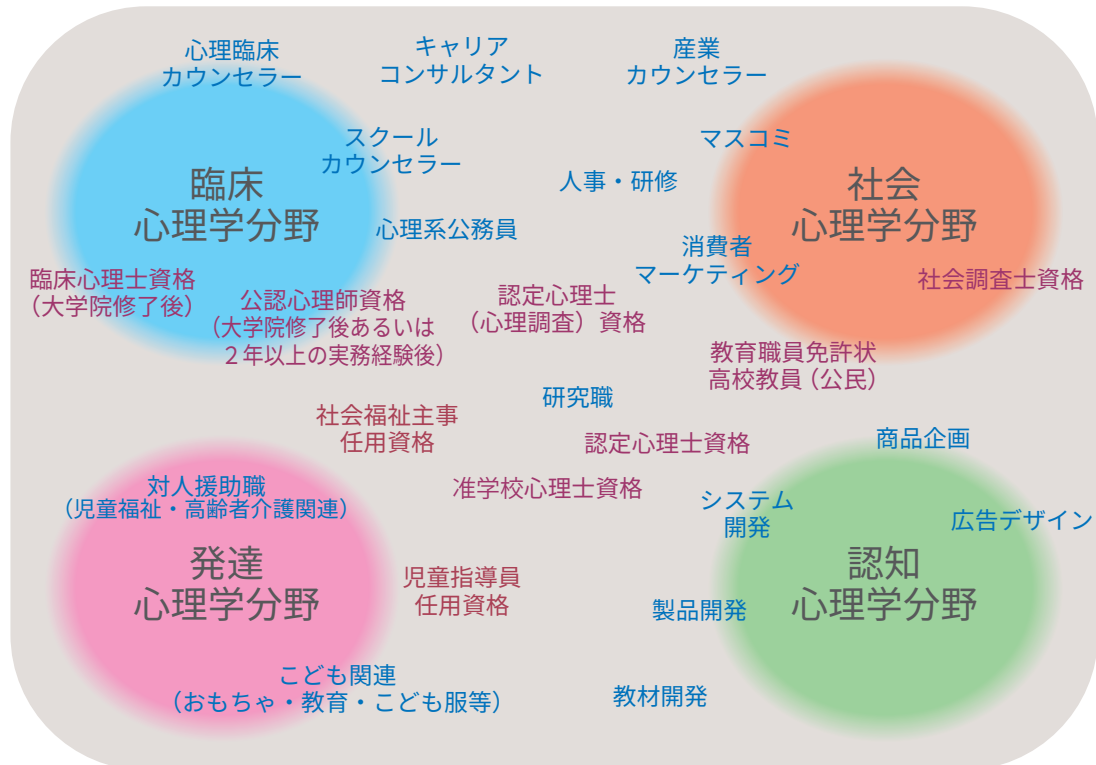 心理臨床
カウンセラー
キャリア
コンサルタント
産業
カウンセラー
スクール
カウンセラー
マスコミ
臨床
心理学分野
人事・研修
社会
心理学分野
心理系公務員
消費者
マーケティング
臨床心理士資格
（大学院修了後）
公認心理師資格
（大学院修了後あるいは
２年以上の実務経験後）
認定心理士
（心理調査）資格
社会調査士資格
教育職員免許状
高校教員（公民）
研究職
社会福祉主事
任用資格
認定心理士資格
商品企画
対人援助職
（児童福祉・高齢者介護関連）
准学校心理士資格
システム
開発
広告デザイン
発達
心理学分野
児童指導員
任用資格
製品開発
認知
心理学分野
こども関連
（おもちゃ・教育・こども服等）
教材開発